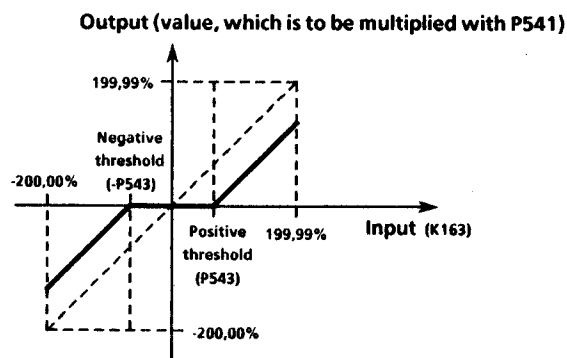 Output (value, which is to be multiplied with P541)
199,99%
Negative
threshold
(-P543)
-200,00%
Positive
threshold
(P543)
199,99%
Input (K163)
-200,00%